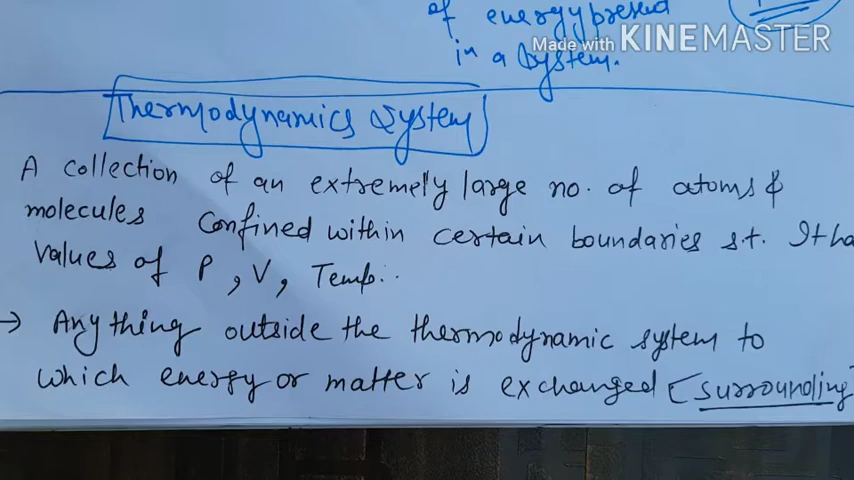 of energy present
in a System.
Made with KINEMASTER
Thermodynamics System
A collection of an extremely large no. of atoms &
molecules confined within certain boundaries s.t. It ha
Values of P, V, Temp..
→ Anything outside the thermodynamic system to
which energy or matter is exchanged [surrounding